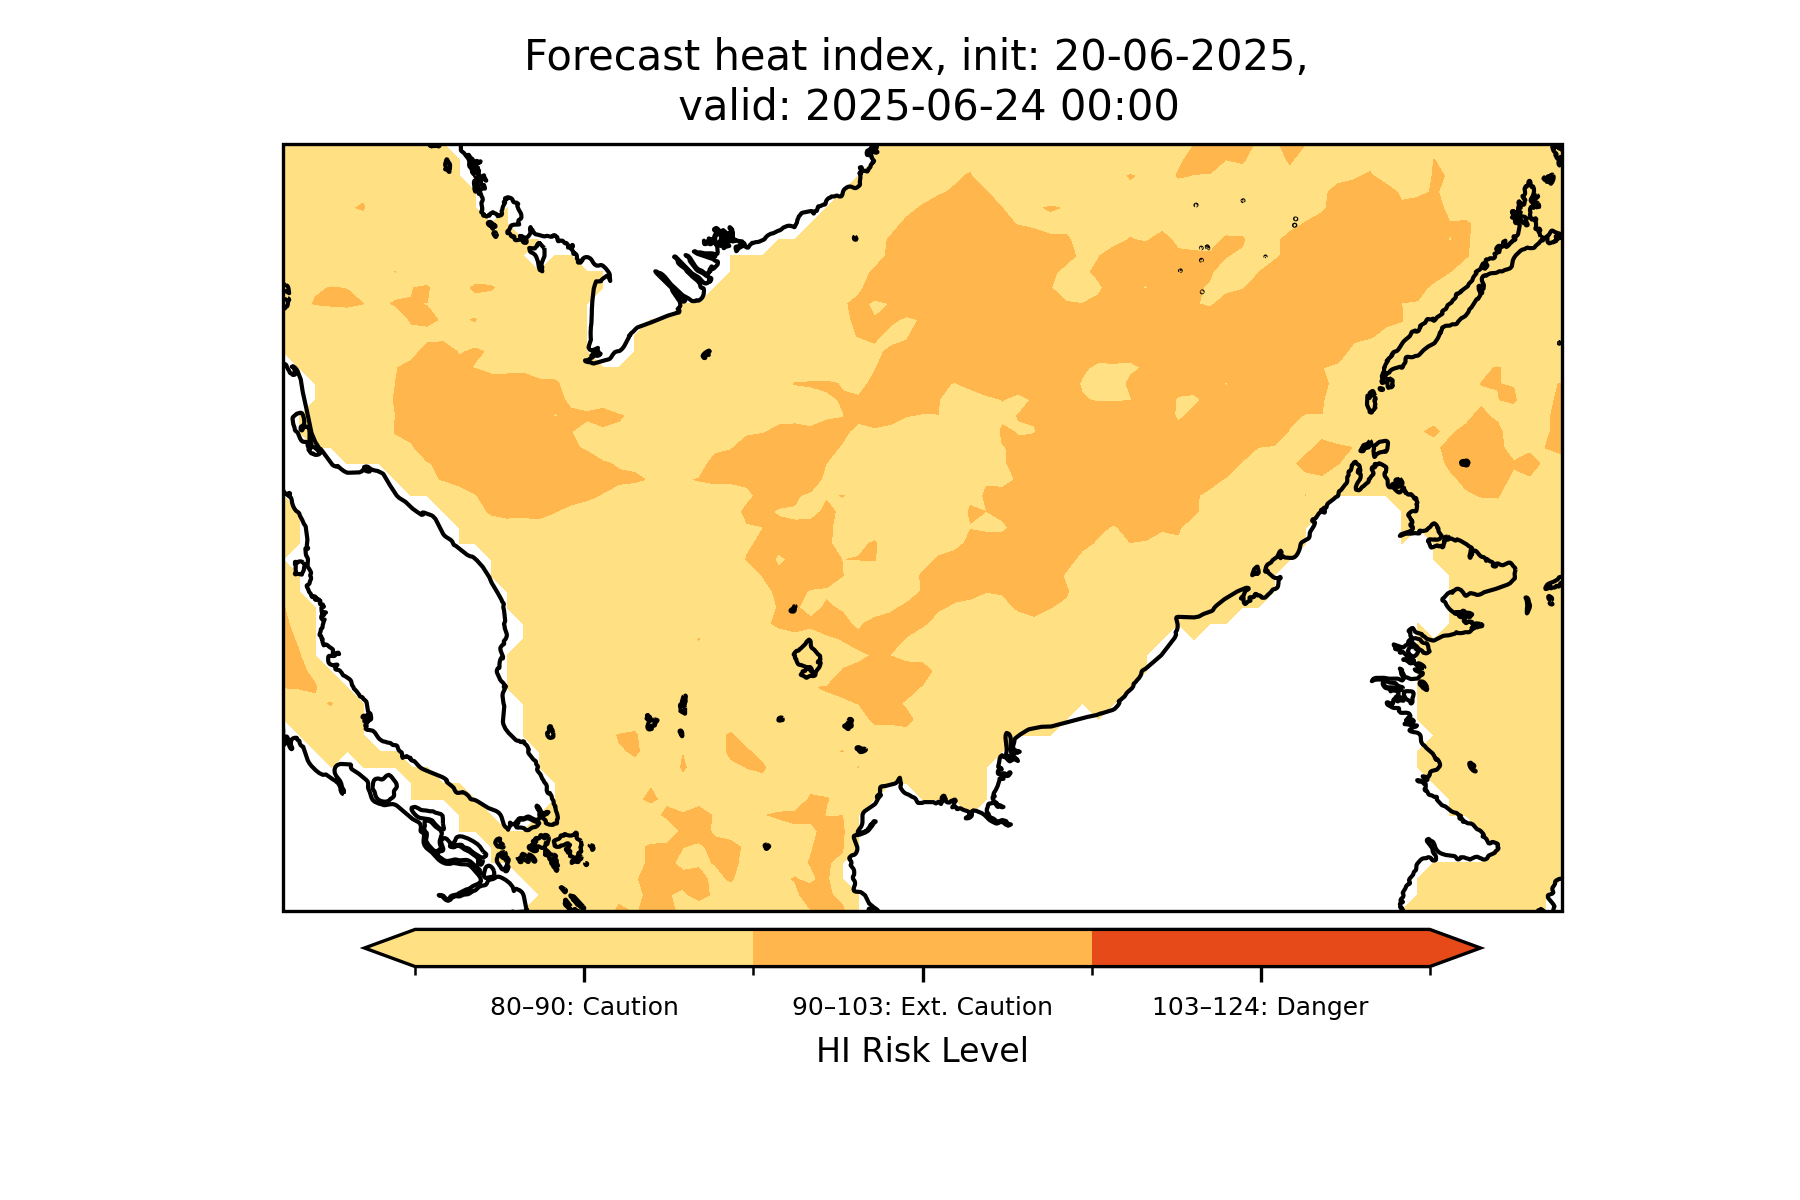 Forecast heat index, init: 20-06-2025,
valid: 2025-06-24 00:00
80–90: Caution
90–103: Ext. Caution
103–124: Danger
HI Risk Level